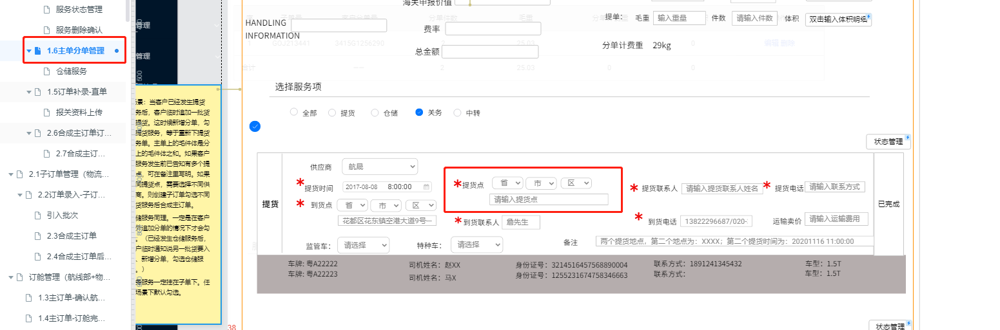 服务状态管理
服务删除确认
1.6主单分单管理
仓储服务
1.5订单补录-直单
报关资料上传
2.6合成主订单订...
2.7合成主订...
2.1子订单管理（物流...
2.2订单录入-子订...
引入批次
2.3合成主订单
2.4合成主订单后...
订舱管理（航线部+物...
1.3主订单-确认航...
1.4主订单-订舱完...
管理
管理
500
景：当客户已经发生提货
务后，客户临时追加一批货
提货。这时候新增分单，勾
提货服务，等于重新下提货
务单。主单上的毛件体是分
上的毛件体之和。如果客户
服务发生前已告知有多个提
点，可在备注里写明。如果
同提货点，需要选择不同供
商。则创建子订单勾选不同
货服务后合成主订单。
储服务同理。一定是在客户
外追加分单的情况下才会勾
。（已经发生仓储服务后，
户临时通知说另一批货要入
、新增分单，勾选仓储服
。）
务服务一定挂在子单下。任
场景下默认勾选。
38
海关申报价值
HANDLING
INFORMATION
费率
总金额
提单： 毛重 输入重量 件数 请输入件数 体积 双击输入体积明细
分单计费重 29kg
分单件数
毛重
1 GOJ213441 341501256290 2 25.03 0 0 编辑 删除
合计 —— 2 25.03 0 0
选择服务项
全部 提货 仓储 关务 中转
状态管理
提货
供应商 航晟
*提货时间 2017-08-08 8:00:00
*提货点 省 市 区
请输入提货点
*提货联系人 请输入提货联系人姓名
*提货电话 请输入联系方式
*到货点 省 市 区
花都区花东镇空港大道9号一
*到货联系人 詹先生
*到货电话 13822296687/020-
运输卖价 请输入运输费用
监管车： 请选择
特种车： 请选择
备注 两个提货地点，第二个地点为：XXXX；第二个提货时间为：20201116 11:00:00
已完成
车牌: 粤A22222 司机姓名：赵XX 身份证号：3214516457568890004 联系方式：1891241345432 车型：1.5T
车牌: 粤A22223 司机姓名：马X 身份证号：1255231674758346663 联系方式： 车型：1.5T
状态管理